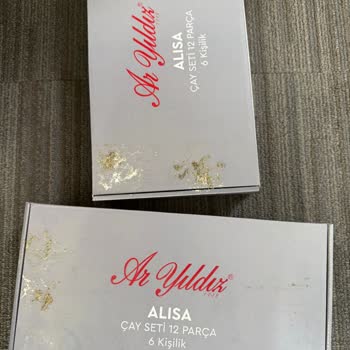 Ar Yıldız®
ALISA
ÇAY SETİ 12 PARÇA
6 Kişilik
Ar Yıldız®
ALISA
ÇAY SETİ 12 PARÇA
6 Kişilik